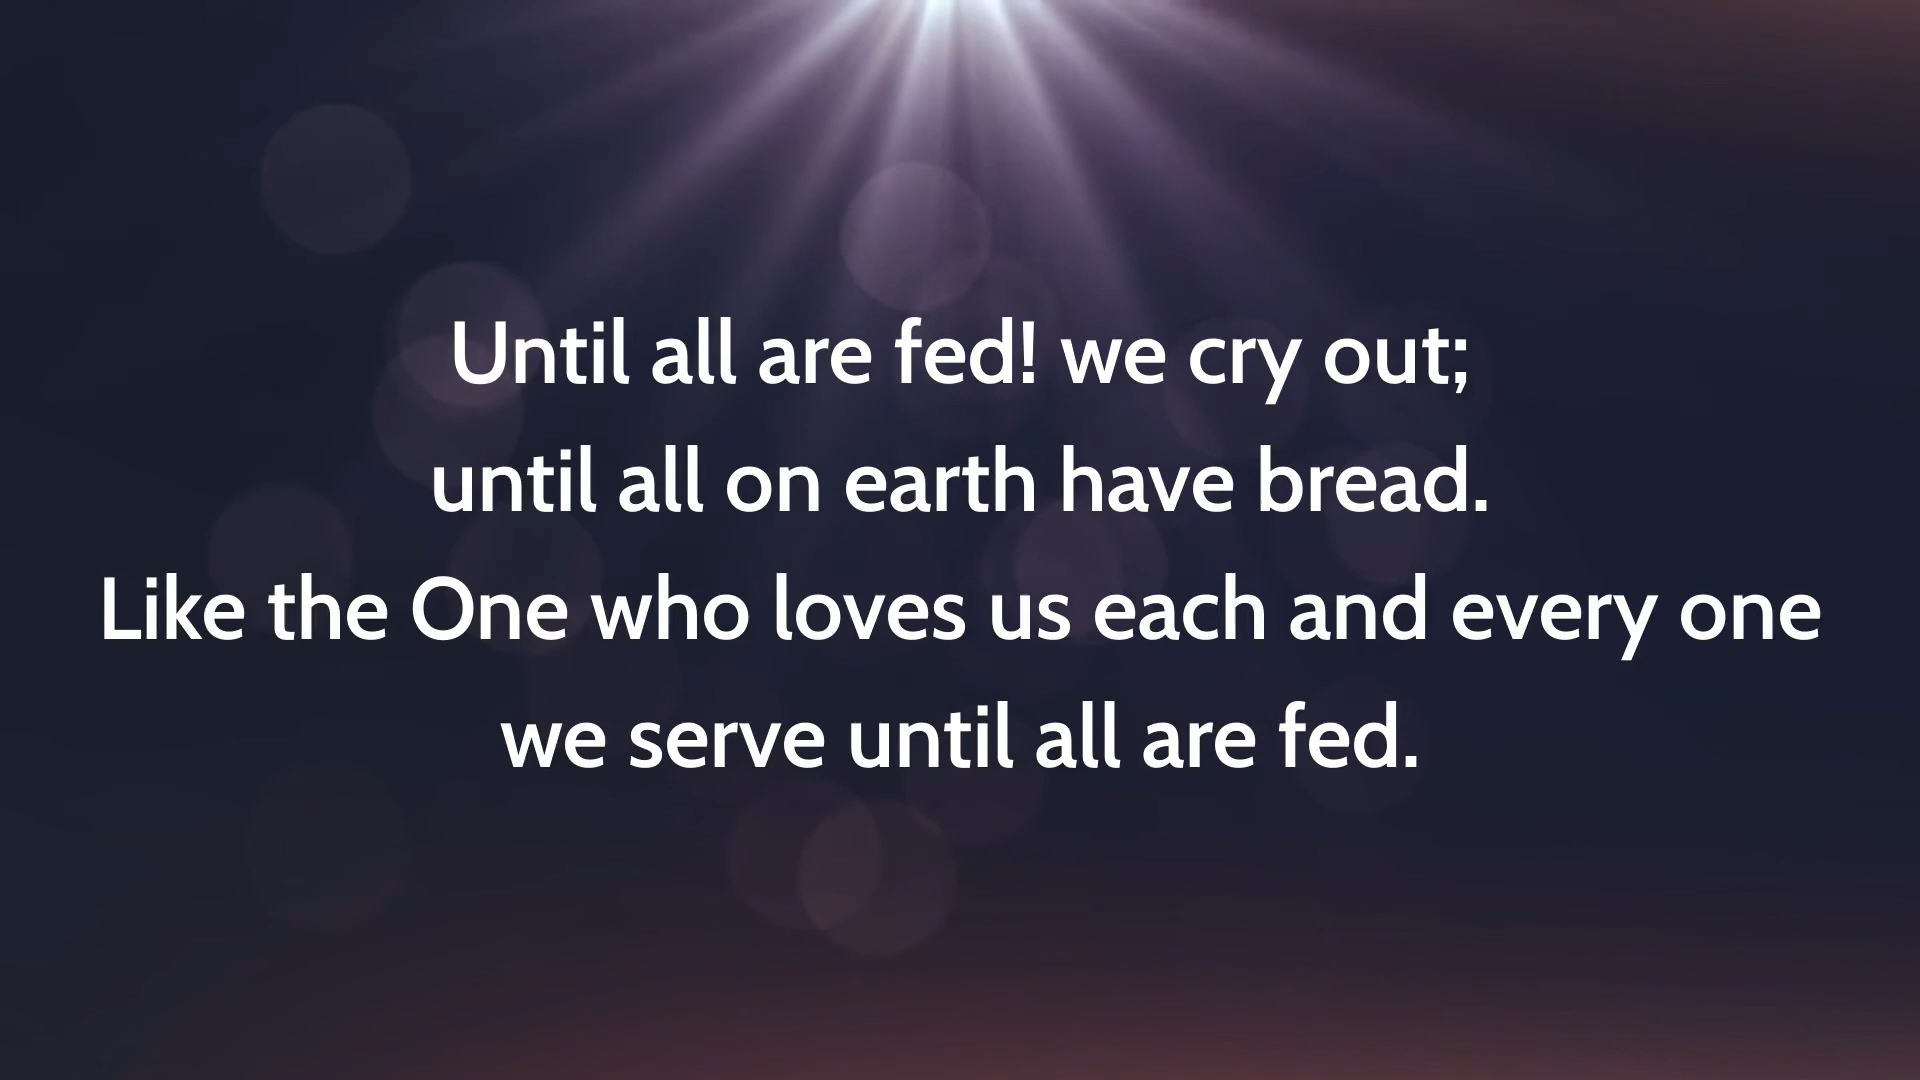 Until all are fed! we cry out;
until all on earth have bread.
Like the One who loves us each and every one
we serve until all are fed.